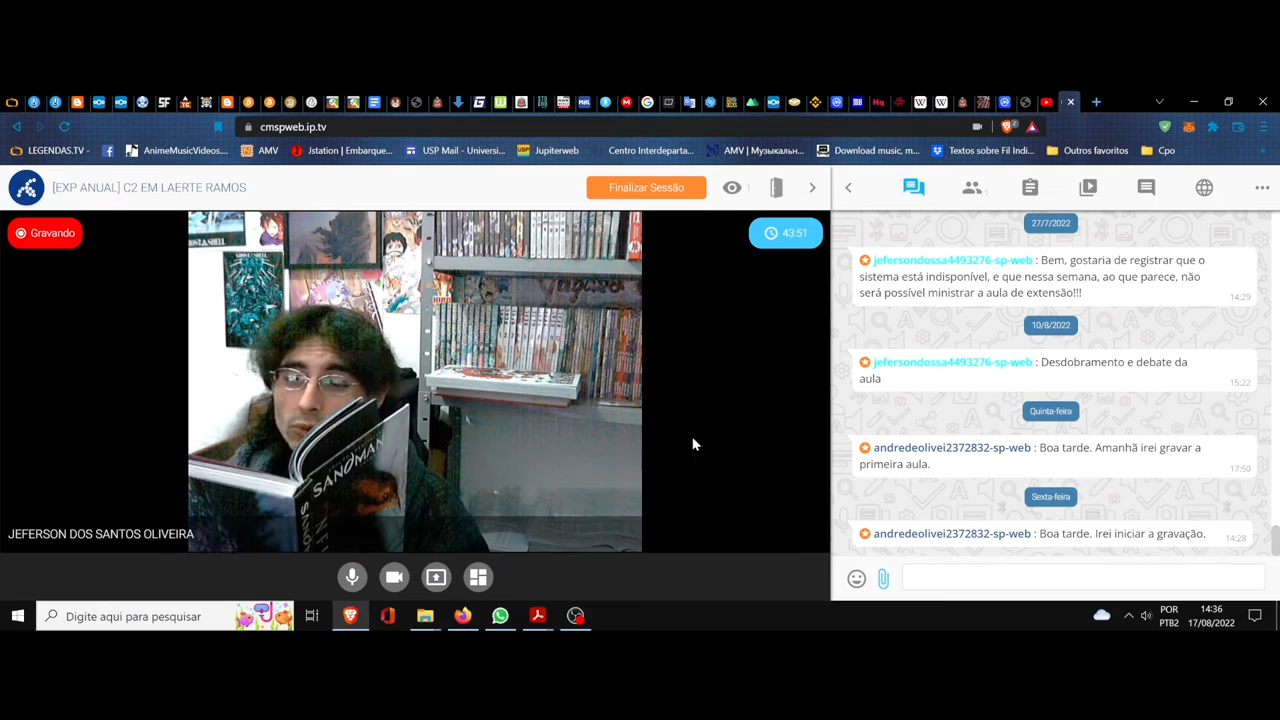 cmspweb.ip.tv
2
LEGENDAS.TV -
AnimeMusicVideos...
AMV
Jstation | Embarque...
USP Mail - Universi...
Jupiterweb
Centro Interdeparta...
AMV | Музыкальн...
Download music, m...
Textos sobre Fil Indi...
Outros favoritos
Cpo
[EXP ANUAL] C2 EM LAERTE RAMOS
Finalizar Sessão
1
1
Gravando
43:51
SANDMAN
JEFERSON DOS SANTOS OLIVEIRA
27/7/2022
jefersondossa4493276-sp-web : Bem, gostaria de registrar que o
sistema está indisponível, e que nessa semana, ao que parece, não
será possível ministrar a aula de extensão!!!
14:29
10/8/2022
jefersondossa4493276-sp-web : Desdobramento e debate da
aula
15:22
Quinta-feira
andredeolivei2372832-sp-web : Boa tarde. Amanhã irei gravar a
primeira aula.
17:50
Sexta-feira
andredeolivei2372832-sp-web : Boa tarde. Irei iniciar a gravação.
14:28
Digite aqui para pesquisar
POR
PTB2
14:36
17/08/2022